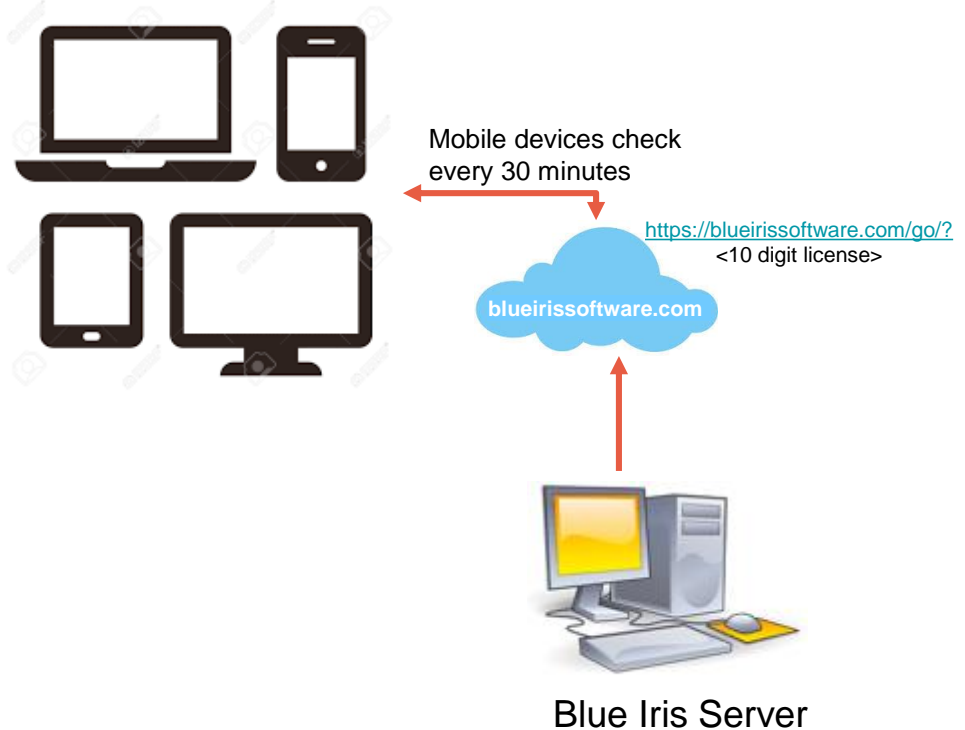 Mobile devices check
every 30 minutes
https://blueirissoftware.com/go/?
<10 digit license>
blueirissoftware.com
Blue Iris Server